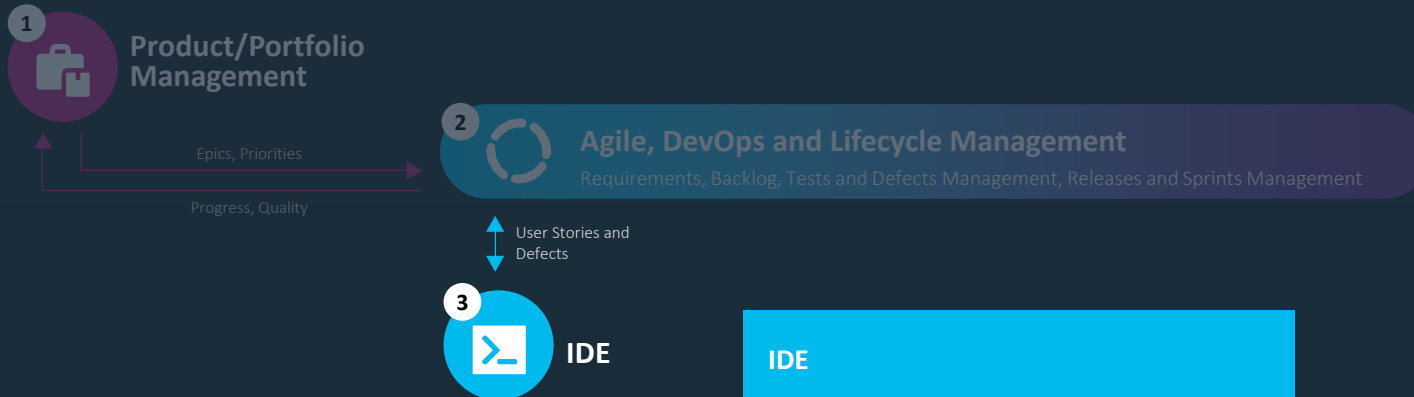 1
Product/Portfolio
Management
Epics, Priorities
Progress, Quality
2
Agile, DevOps and Lifecycle Management
Requirements, Backlog, Tests and Defects Management, Releases and Sprints Management
User Stories and
Defects
3
IDE
IDE